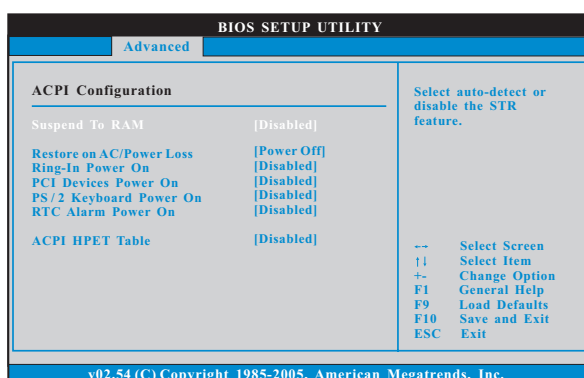 BIOS SETUP UTILITY
Advanced
ACPI Configuration
Suspend To RAM [Disabled]
Restore on AC/Power Loss [Power Off]
Ring-In Power On [Disabled]
PCI Devices Power On [Disabled]
PS/2 Keyboard Power On [Disabled]
RTC Alarm Power On [Disabled]
ACPI HPET Table [Disabled]
Select auto-detect or
disable the STR
feature.
←→ Select Screen
↑↓ Select Item
+- Change Option
F1 General Help
F9 Load Defaults
F10 Save and Exit
ESC Exit
v02.54 (C) Copyright 1985-2005, American Megatrends, Inc.